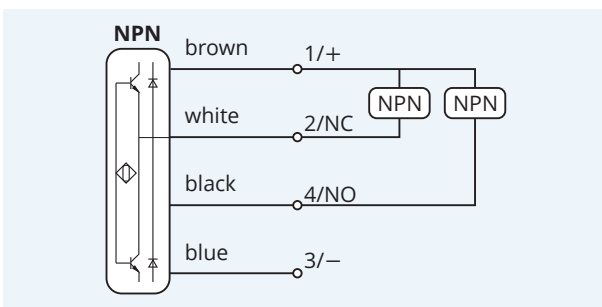 NPN
brown 1/+
NPN NPN
white 2/NC
black 4/NO
blue 3/−